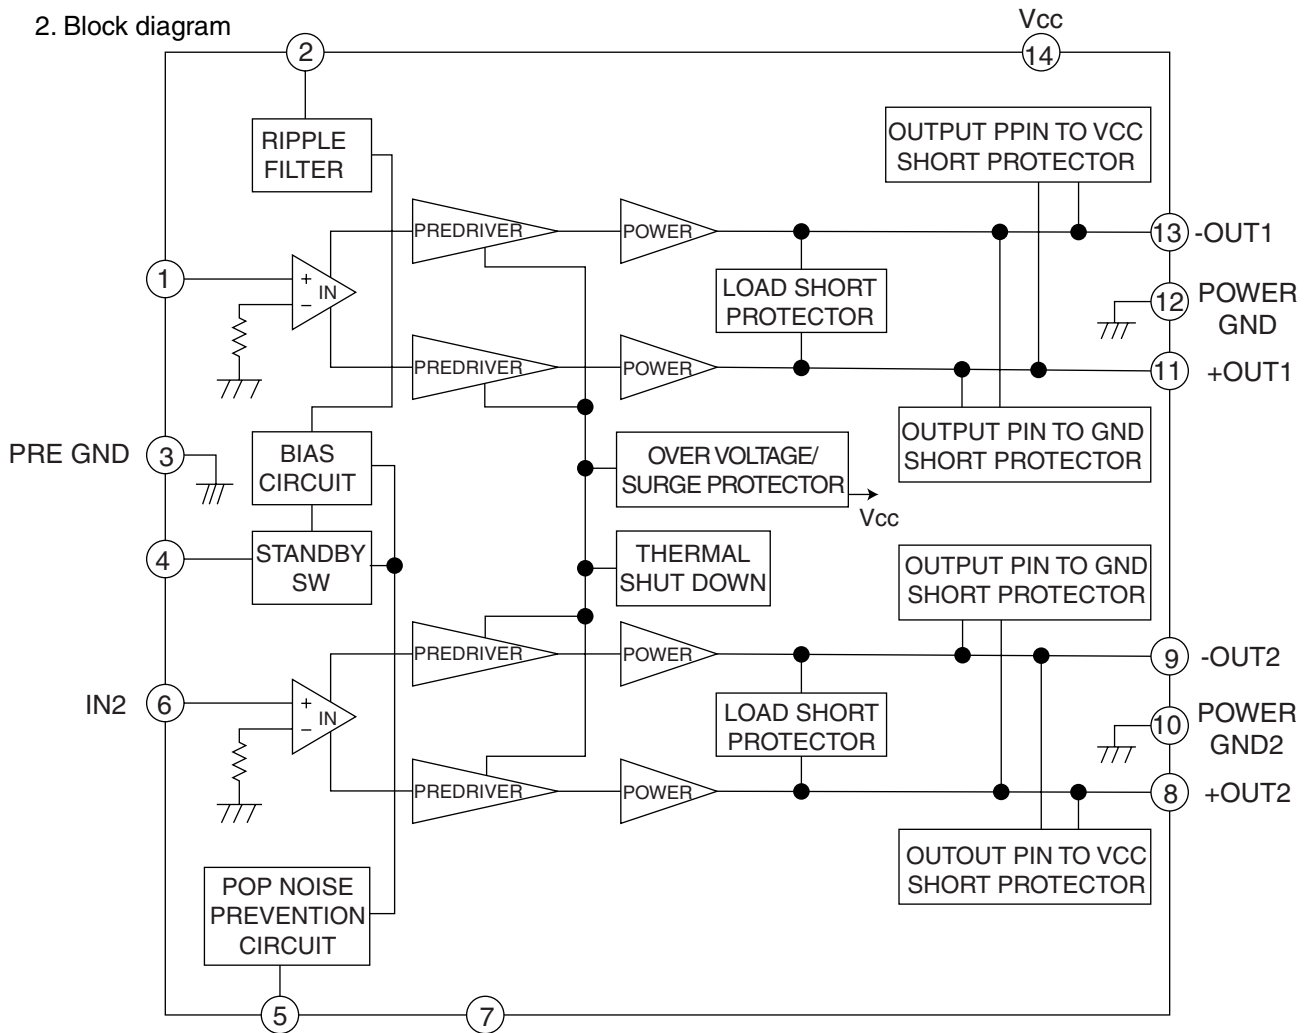 2. Block diagram
Vcc
2
14
RIPPLE
FILTER
OUTPUT PPIN TO VCC
SHORT PROTECTOR
PREDRIVER
POWER
13
-OUT1
1
+
IN
−
LOAD SHORT
PROTECTOR
12
POWER
GND
PREDRIVER
POWER
11
+OUT1
PRE GND
3
BIAS
CIRCUIT
OVER VOLTAGE/
SURGE PROTECTOR
Vcc
OUTPUT PIN TO GND
SHORT PROTECTOR
4
STANDBY
SW
THERMAL
SHUT DOWN
OUTPUT PIN TO GND
SHORT PROTECTOR
PREDRIVER
POWER
9
-OUT2
IN2
6
+
IN
−
LOAD SHORT
PROTECTOR
10
POWER
GND2
PREDRIVER
POWER
8
+OUT2
OUTOUT PIN TO VCC
SHORT PROTECTOR
POP NOISE
PREVENTION
CIRCUIT
5
7